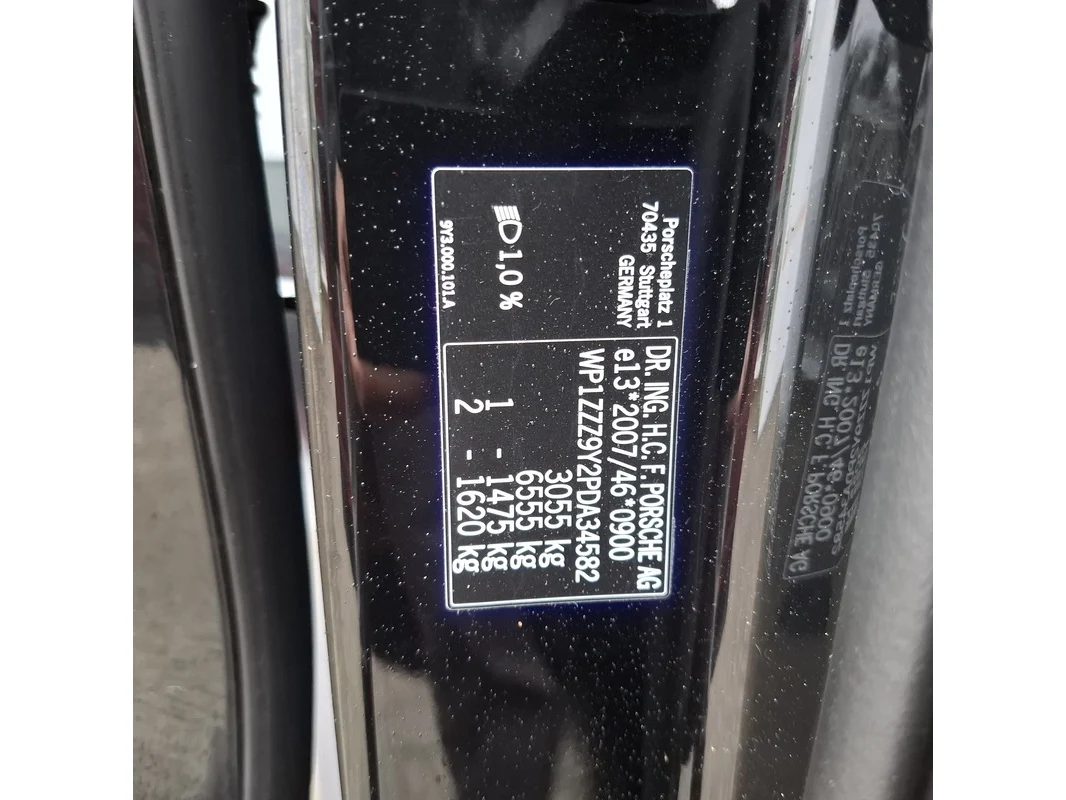 Porscheplatz 1
70435 Stuttgart
GERMANY
1,0 %
9Y3.000.101.A
DR. ING. H.C. F. PORSCHE AG
e13*2007/46*0900
WP1ZZZ9Y2PDA34582
3055 kg
6555 kg
1 - 1475 kg
2 - 1620 kg